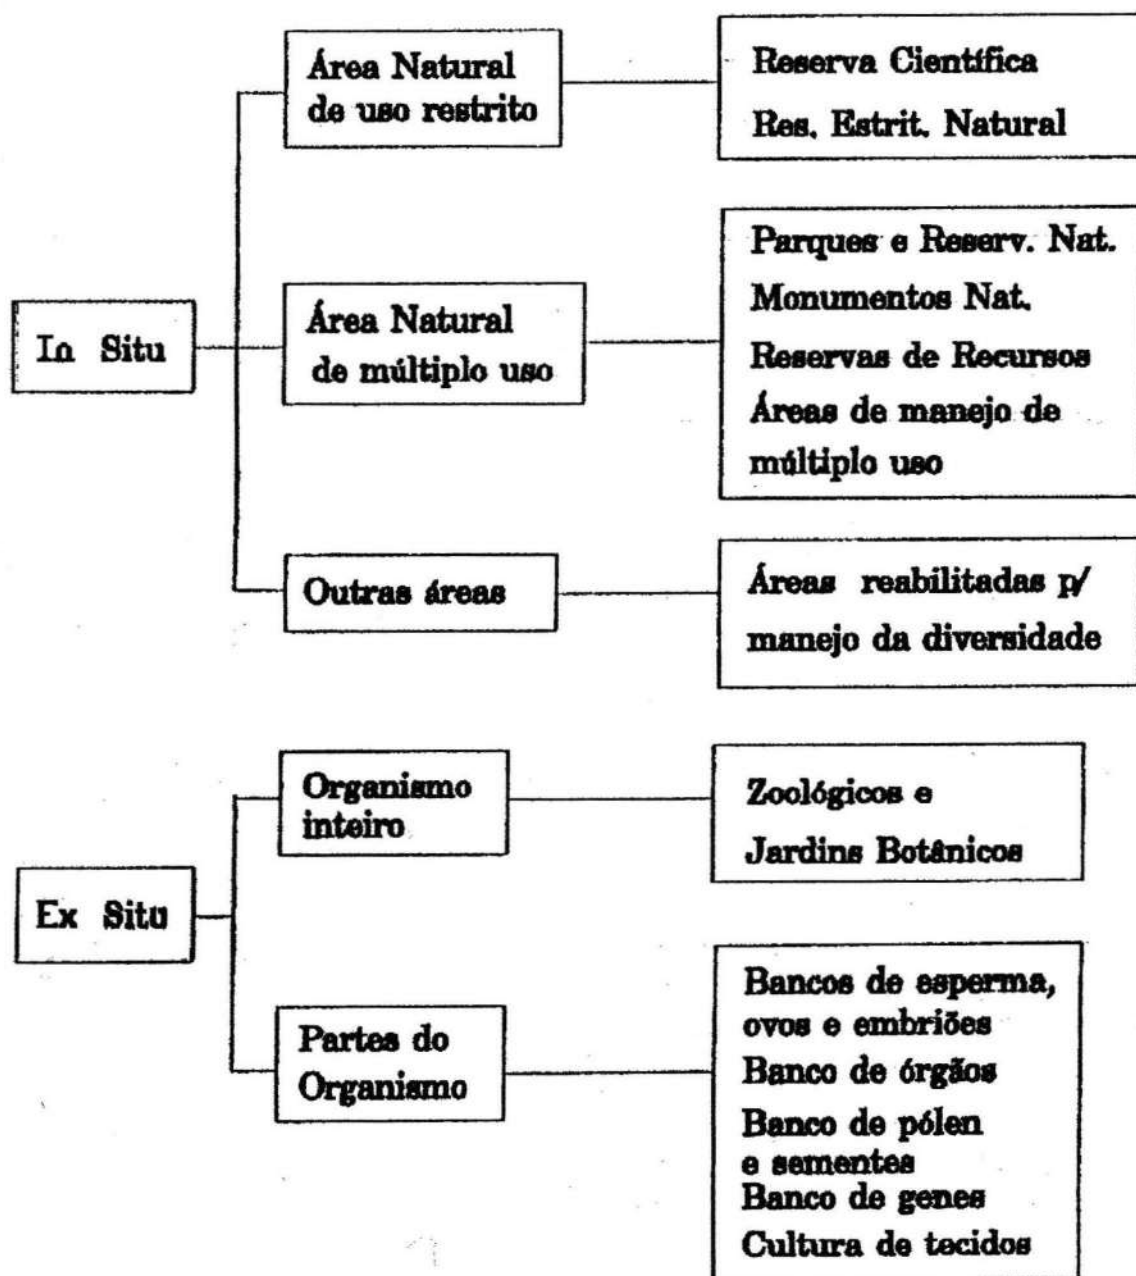 Área Natural
de uso restrito
Reserva Científica
Res. Estrit. Natural
In Situ
Área Natural
de múltiplo uso
Parques e Reserv. Nat.
Monumentos Nat.
Reservas de Recursos
Áreas de manejo de
múltiplo uso
Outras áreas
Áreas reabilitadas p/
manejo da diversidade
Ex Situ
Organismo
inteiro
Zoológicos e
Jardins Botânicos
Partes do
Organismo
Bancos de esperma,
ovos e embriões
Banco de órgãos
Banco de pólen
e sementes
Banco de genes
Cultura de tecidos